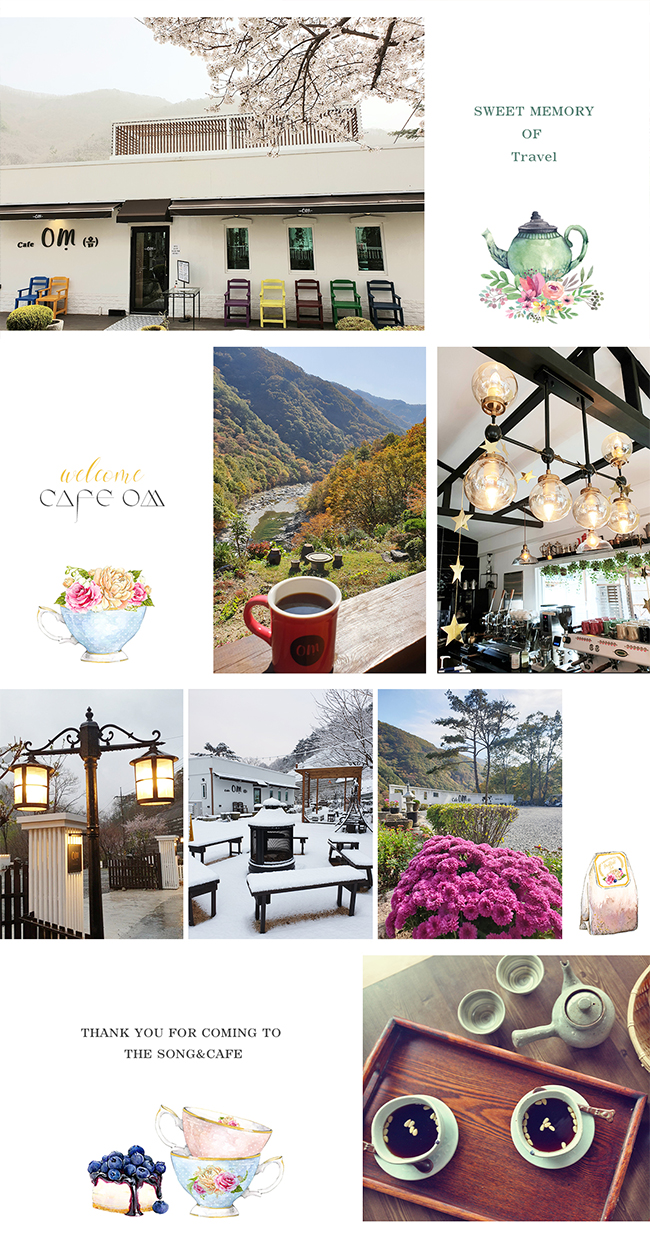 SWEET MEMORY
OF
Travel
Cafe OM (옴)
welcome
CAFE OM
om
THANK YOU FOR COMING TO
THE SONG&CAFE